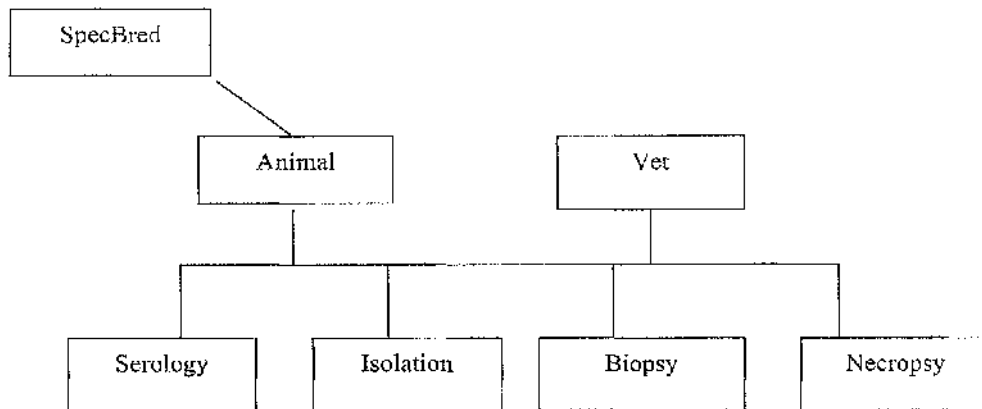 SpecBred
Animal
Vet
Serology
Isolation
Biopsy
Necropsy